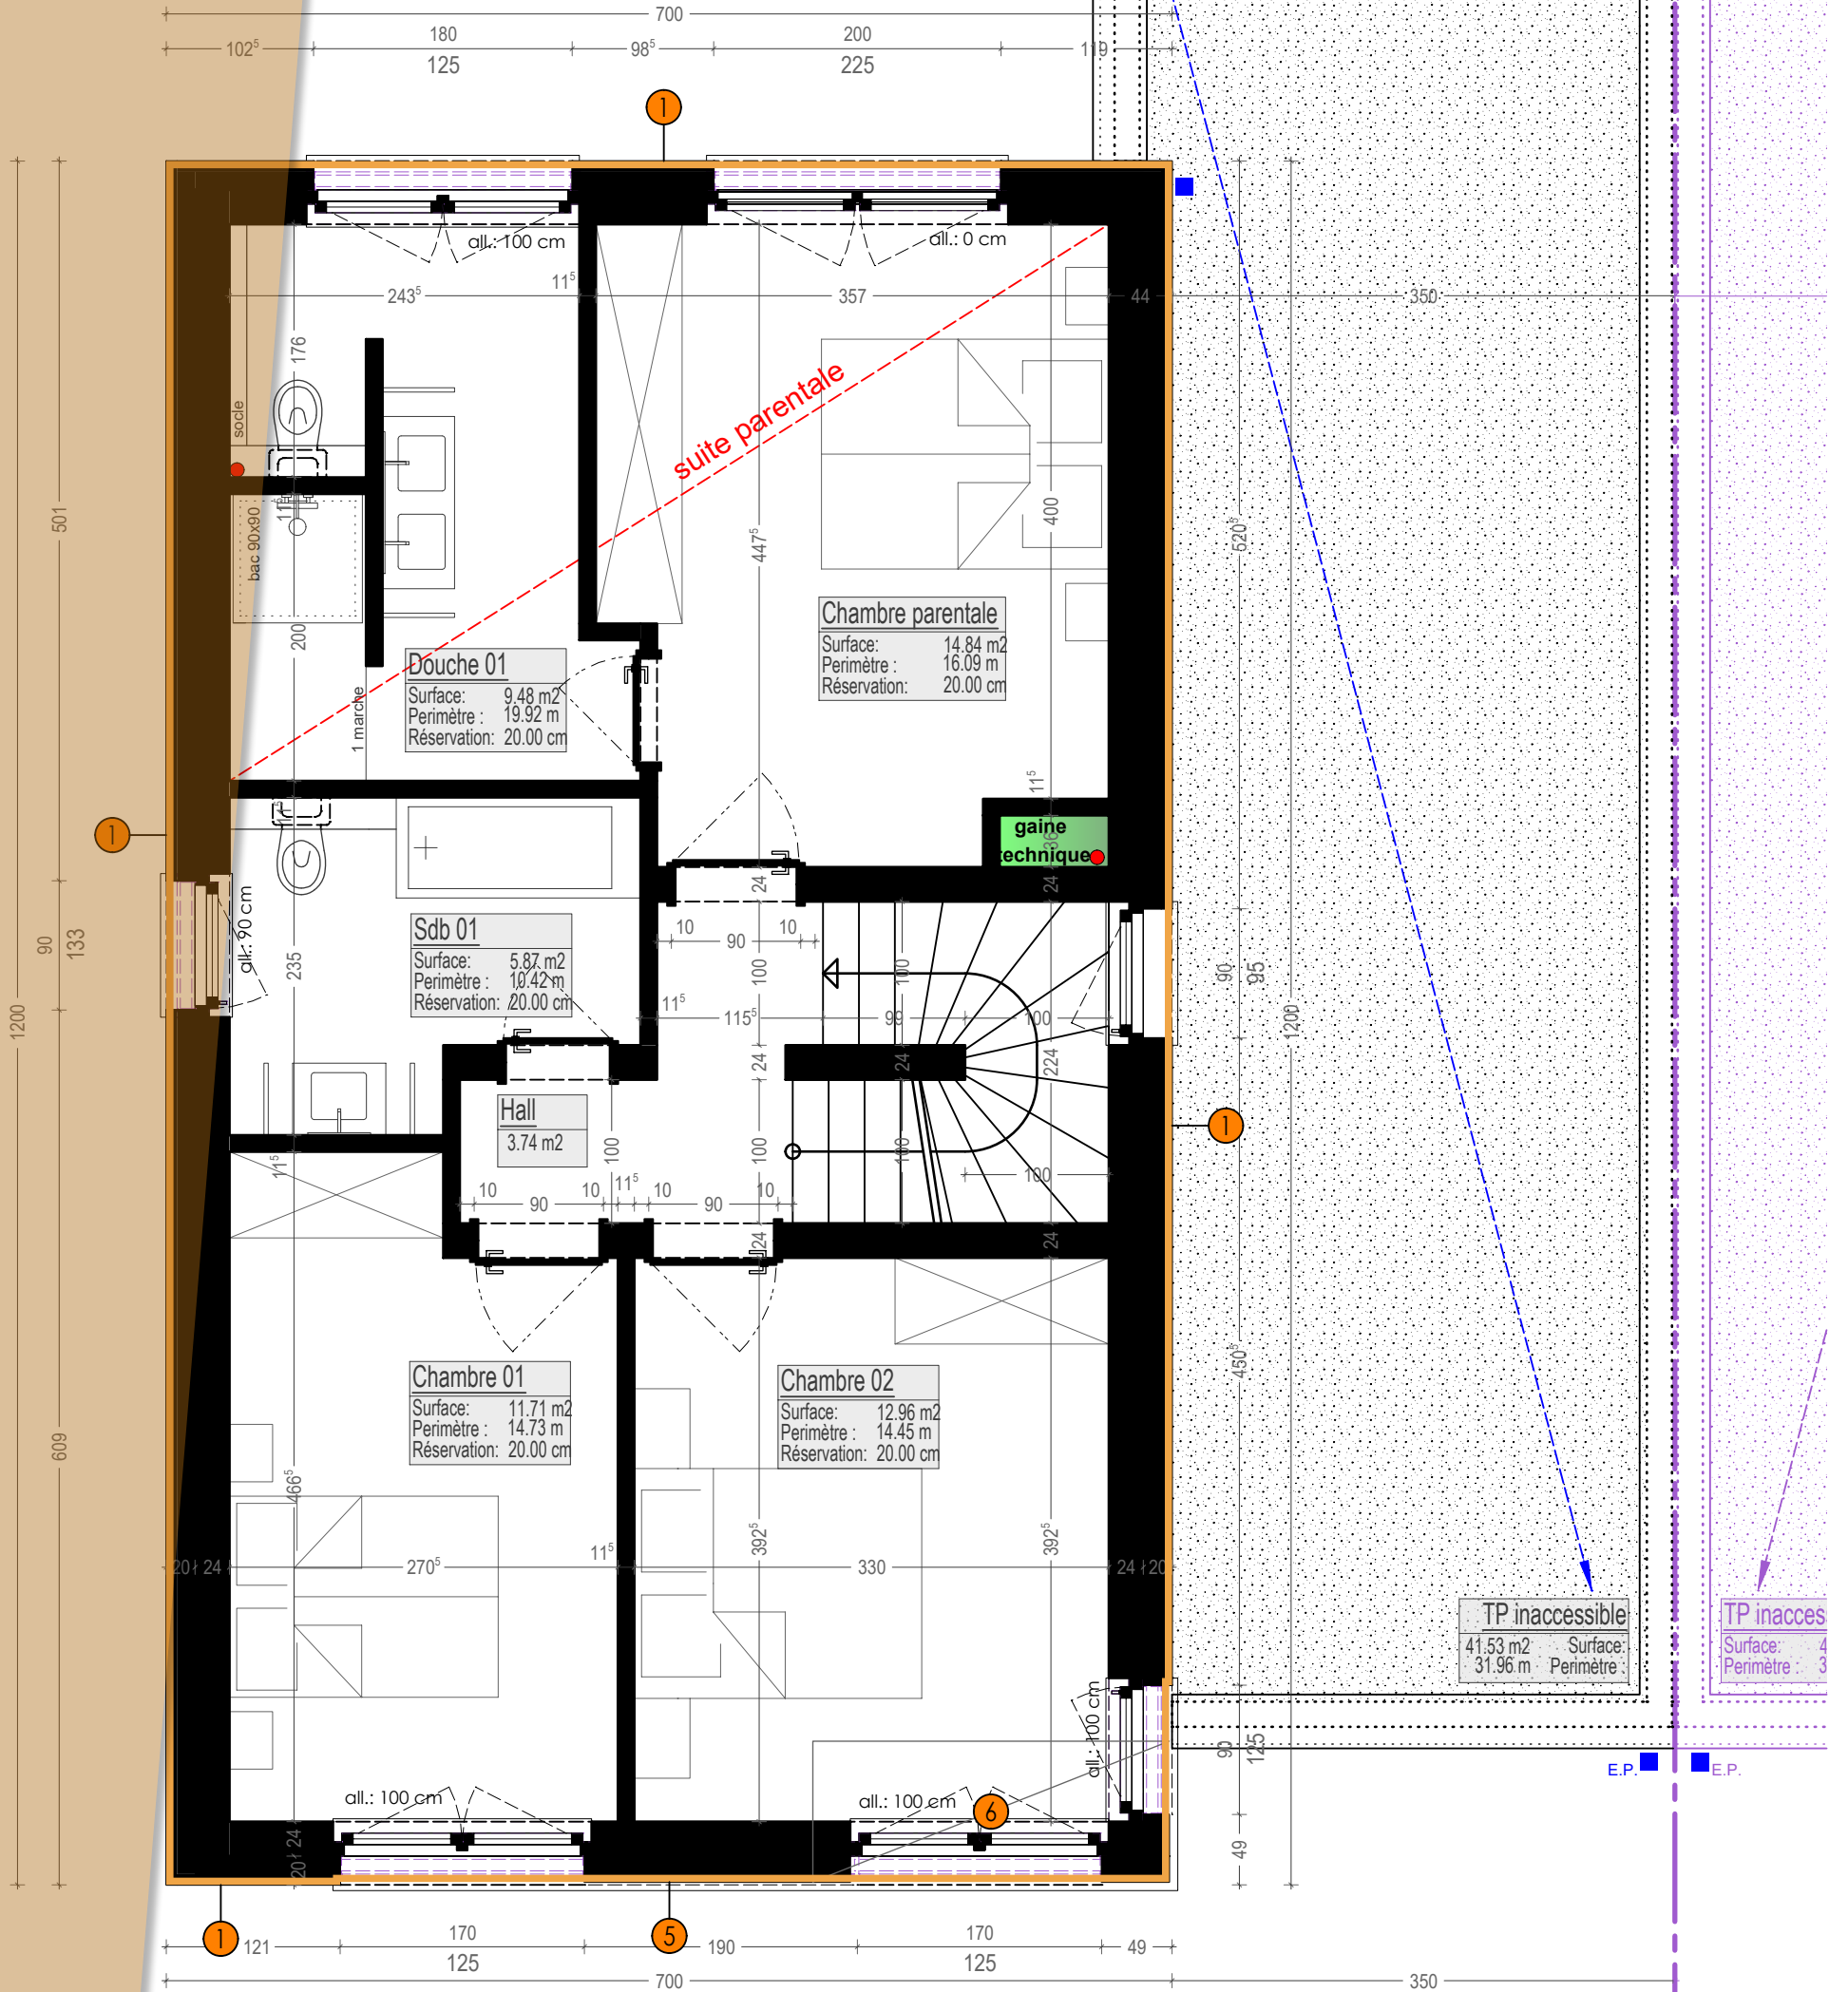 700
102⁵ 180 98⁵ 200 119
125 225
1
all.: 100 cm all.: 0 cm
243⁵ 11⁵ 357 44 350
176
socle
suite parentale
501
11⁵
bac 90x90
447⁵
400
520⁵
200
Chambre parentale
Surface: 14.84 m2
Perimètre : 16.09 m
Réservation: 20.00 cm
Douche 01
Surface: 9.48 m2
Perimètre : 19.92 m
Réservation: 20.00 cm
1 marche
11⁵
11⁵
gaine
technique
36
1
24 24
all.: 90 cm
90
133
235
Sdb 01
Surface: 5.87 m2
Perimètre : 10.42 m
Réservation: 20.00 cm
10 90 10
100 100
90
95
11⁵ 115⁵ 99 100
1200
1200
24 24 224
Hall
3.74 m2
100 100 100
1
11⁵
100
10 90 10 11⁵ 10 90 10
24 24
Chambre 01
Surface: 11.71 m2
Perimètre : 14.73 m
Réservation: 20.00 cm
Chambre 02
Surface: 12.96 m2
Perimètre : 14.45 m
Réservation: 20.00 cm
450⁵
609
466⁵
392⁵ 392⁵
20 24 270⁵ 11⁵ 330 24 20
TP inaccessible
41.53 m2 Surface:
31.96 m Perimètre :
TP inacces
Surface: 4
Perimètre : 3
all.: 100 cm
90
125
E.P. E.P.
all.: 100 cm all.: 100 cm
6
24
20
49
1 5
121 170 190 170 49
125 125
700 350